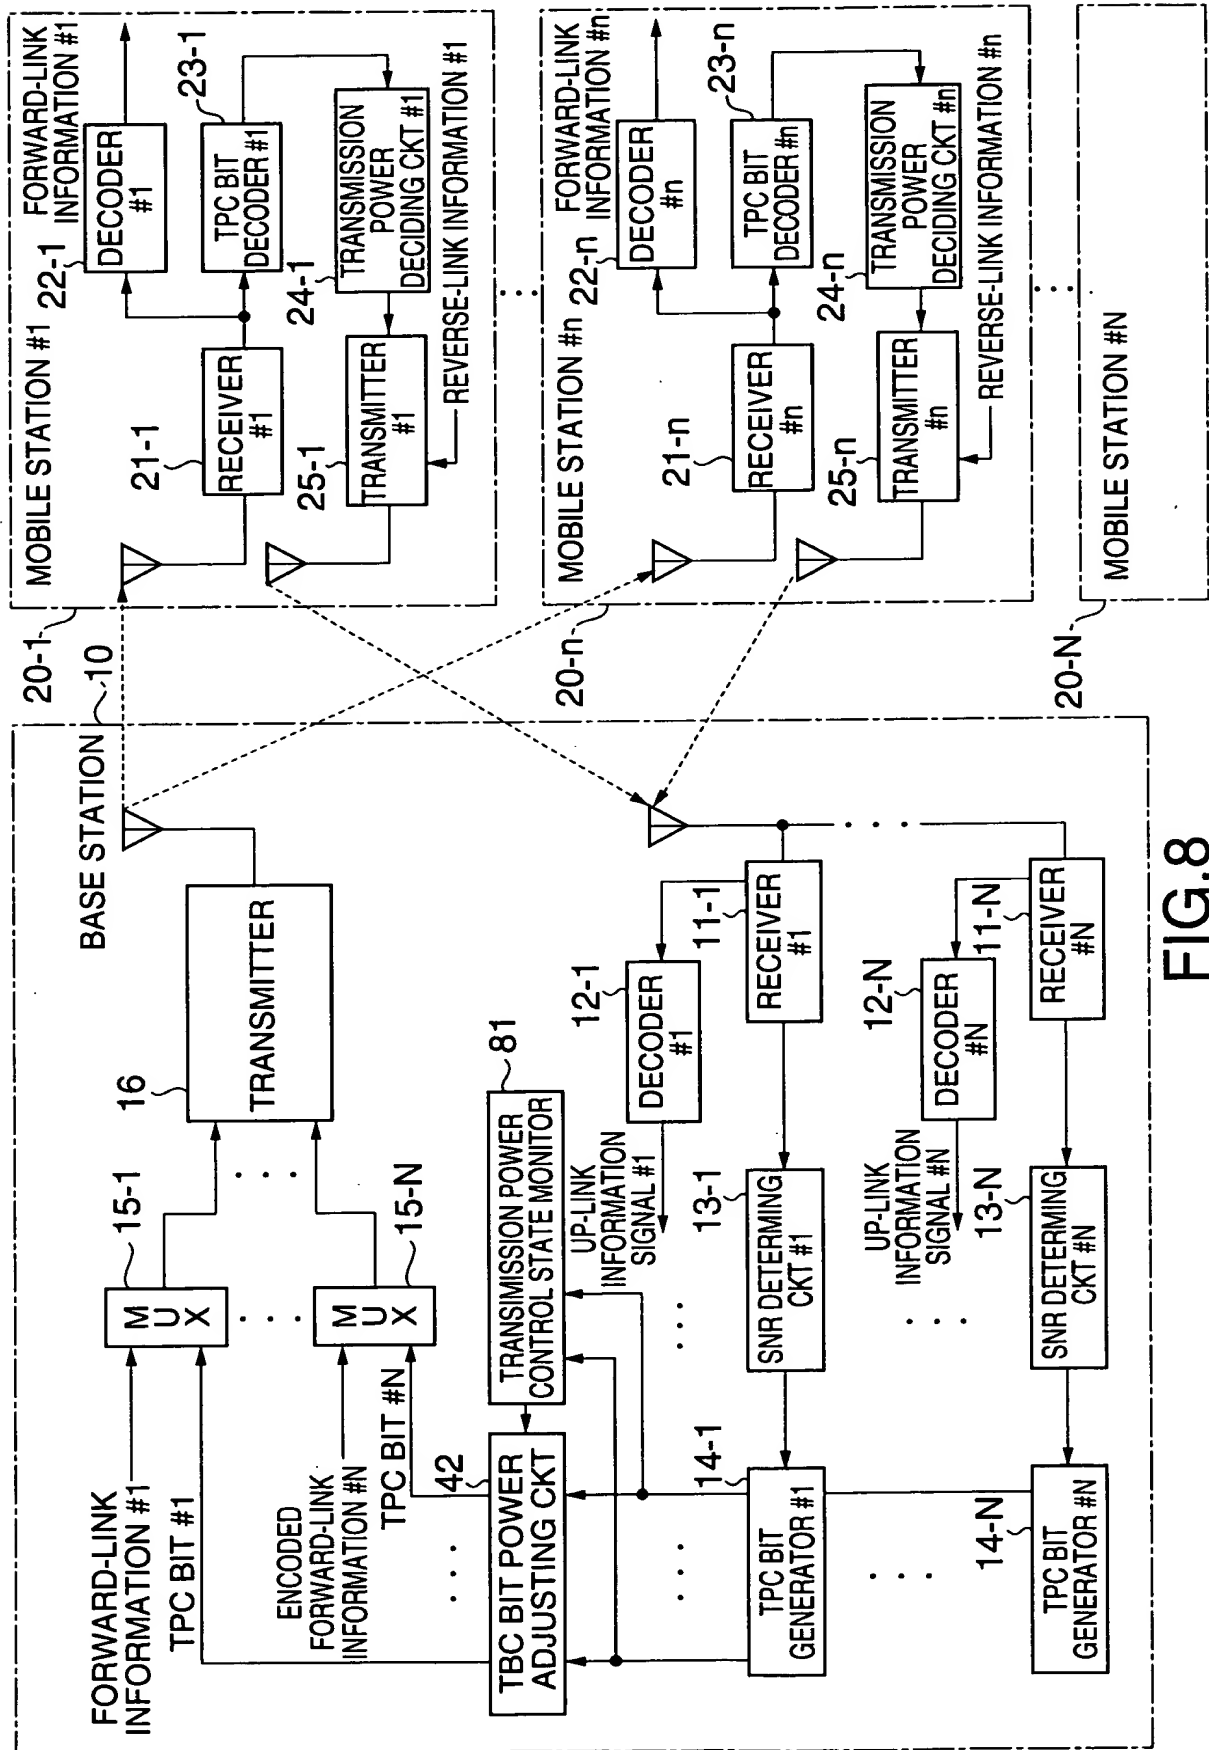 BASE STATION
10
FORWARD-LINK
INFORMATION #1
TPC BIT #1
15-1
M
U
X
16
TRANSMITTER
ENCODED
FORWARD-LINK
INFORMATION #N
TPC BIT #N
15-N
M
U
X
42
TBC BIT POWER
ADJUSTING CKT
81
TRANSMISSION POWER
CONTROL STATE MONITOR
12-1
DECODER
#1
UP-LINK
INFORMATION
SIGNAL #1
11-1
RECEIVER
#1
13-1
SNR DETERMINING
CKT #1
14-1
TPC BIT
GENERATOR #1
12-N
DECODER
#N
UP-LINK
INFORMATION
SIGNAL #N
11-N
RECEIVER
#N
13-N
SNR DETERMINING
CKT #N
14-N
TPC BIT
GENERATOR #N
20-1
MOBILE STATION #1
22-1
FORWARD-LINK
INFORMATION #1
DECODER
#1
21-1
RECEIVER
#1
23-1
TPC BIT
DECODER #1
24-1
TRANSMISSION
POWER
DECIDING CKT #1
25-1
TRANSMITTER
#1
REVERSE-LINK INFORMATION #1
20-n
MOBILE STATION #n
22-n
FORWARD-LINK
INFORMATION #n
DECODER
#n
21-n
RECEIVER
#n
23-n
TPC BIT
DECODER #n
24-n
TRANSMISSION
POWER
DECIDING CKT #n
25-n
TRANSMITTER
#n
REVERSE-LINK INFORMATION #n
20-N
MOBILE STATION #N
FIG.8